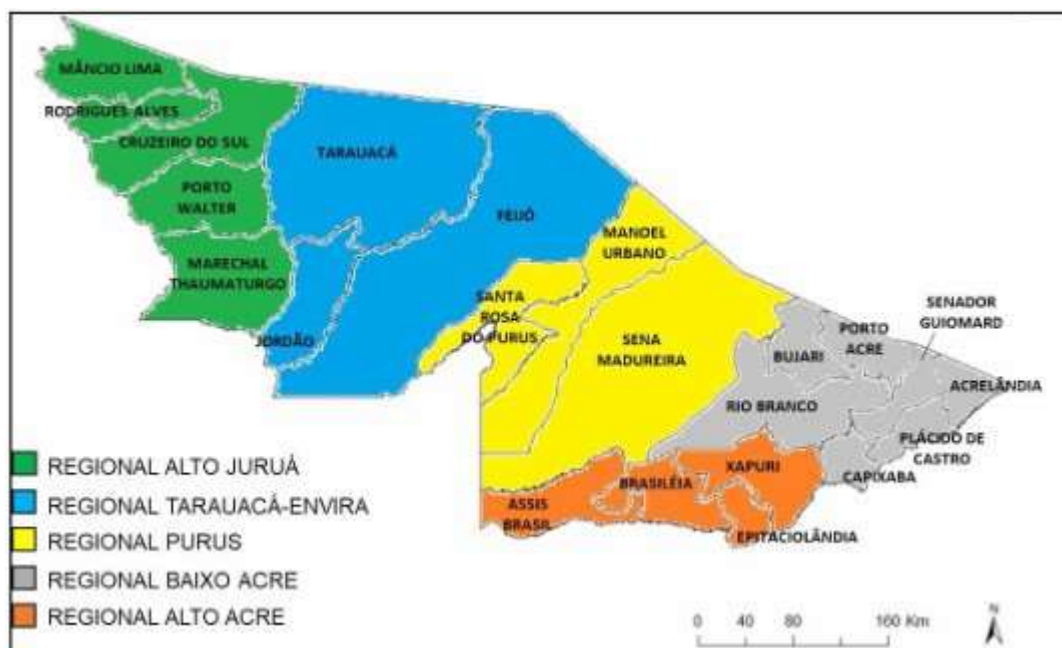 MÂNCIO LIMA
RODRIGUES ALVES
CRUZEIRO DO SUL
PORTO
WALTER
MARECHAL
THAUMATURGO
TARAUACÁ
JORDÃO
FEIJÓ
MANOEL
URBANO
SANTA
ROSA
DO PURUS
SENA
MADUREIRA
SENADOR
GUIOMARD
PORTO
ACRE
BUJARI
ACRELÂNDIA
RIO BRANCO
PLÁCIDO DE
CASTRO
CAPIXABA
XAPURI
BRASILÉIA
ASSIS
BRASIL
EPITACIOLÂNDIA
REGIONAL ALTO JURUÁ
REGIONAL TARAUACÁ-ENVIRA
REGIONAL PURUS
REGIONAL BAIXO ACRE
REGIONAL ALTO ACRE
0 40 80 160 Km
N